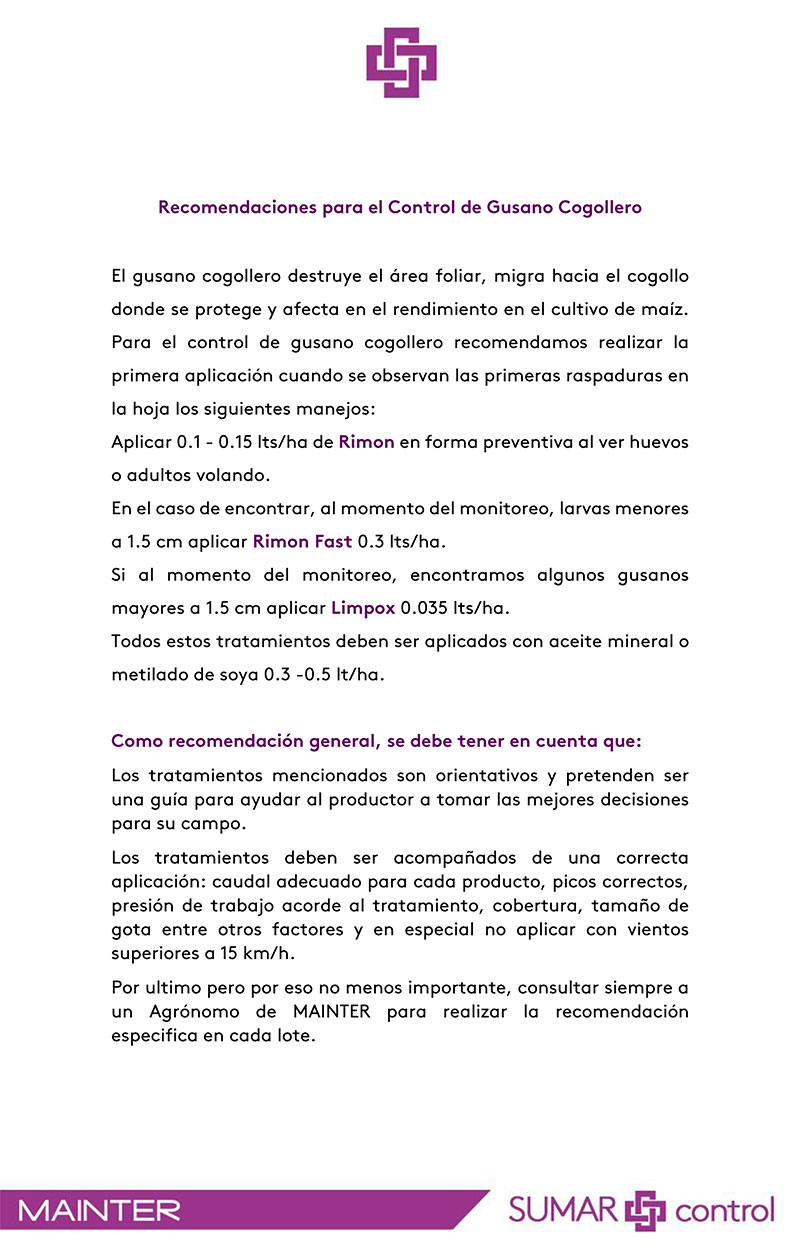 Recomendaciones para el Control de Gusano Cogollero
El gusano cogollero destruye el área foliar, migra hacia el cogollo
donde se protege y afecta en el rendimiento en el cultivo de maíz.
Para el control de gusano cogollero recomendamos realizar la
primera aplicación cuando se observan las primeras raspaduras en
la hoja los siguientes manejos:
Aplicar 0.1 - 0.15 lts/ha de Rimon en forma preventiva al ver huevos
o adultos volando.
En el caso de encontrar, al momento del monitoreo, larvas menores
a 1.5 cm aplicar Rimon Fast 0.3 lts/ha.
Si al momento del monitoreo, encontramos algunos gusanos
mayores a 1.5 cm aplicar Limpox 0.035 lts/ha.
Todos estos tratamientos deben ser aplicados con aceite mineral o
metilado de soya 0.3 -0.5 lt/ha.
Como recomendación general, se debe tener en cuenta que:
Los tratamientos mencionados son orientativos y pretenden ser
una guía para ayudar al productor a tomar las mejores decisiones
para su campo.
Los tratamientos deben ser acompañados de una correcta
aplicación: caudal adecuado para cada producto, picos correctos,
presión de trabajo acorde al tratamiento, cobertura, tamaño de
gota entre otros factores y en especial no aplicar con vientos
superiores a 15 km/h.
Por ultimo pero por eso no menos importante, consultar siempre a
un Agrónomo de MAINTER para realizar la recomendación
especifica en cada lote.
MAINTER
SUMAR control